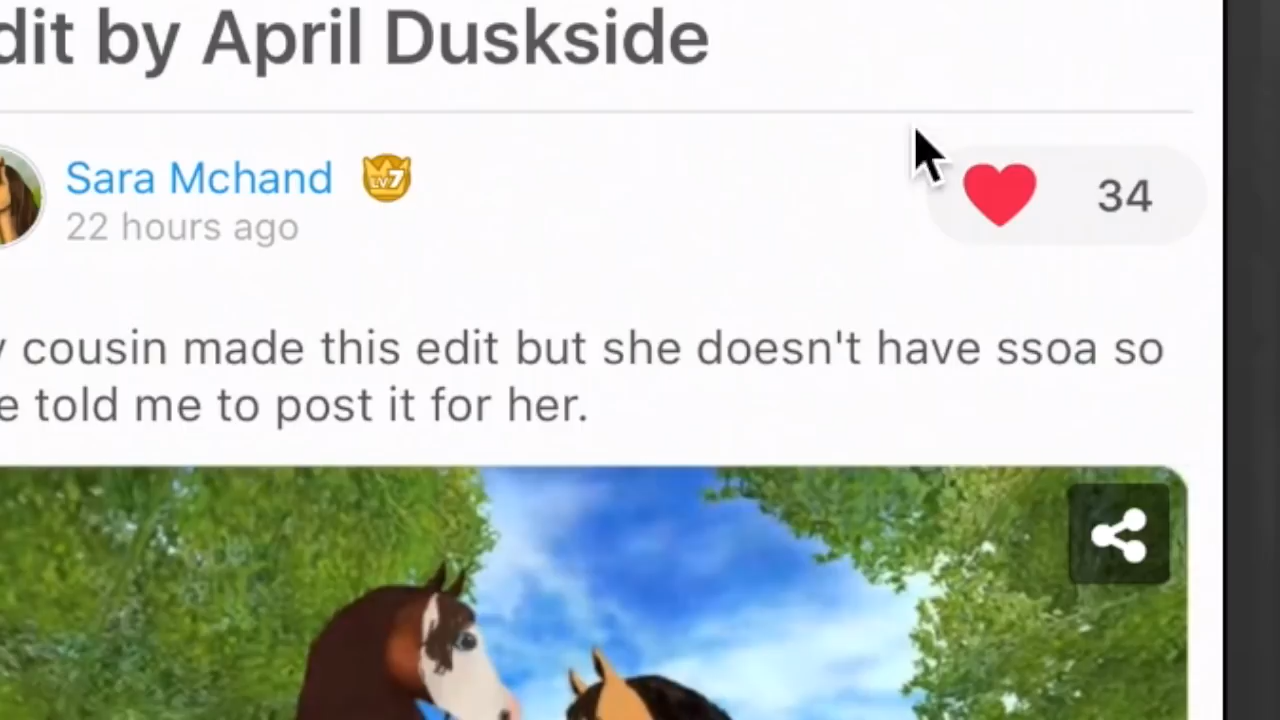 dit by April Duskside
Sara Mchand LV7
22 hours ago
34
cousin made this edit but she doesn't have ssoa so
e told me to post it for her.